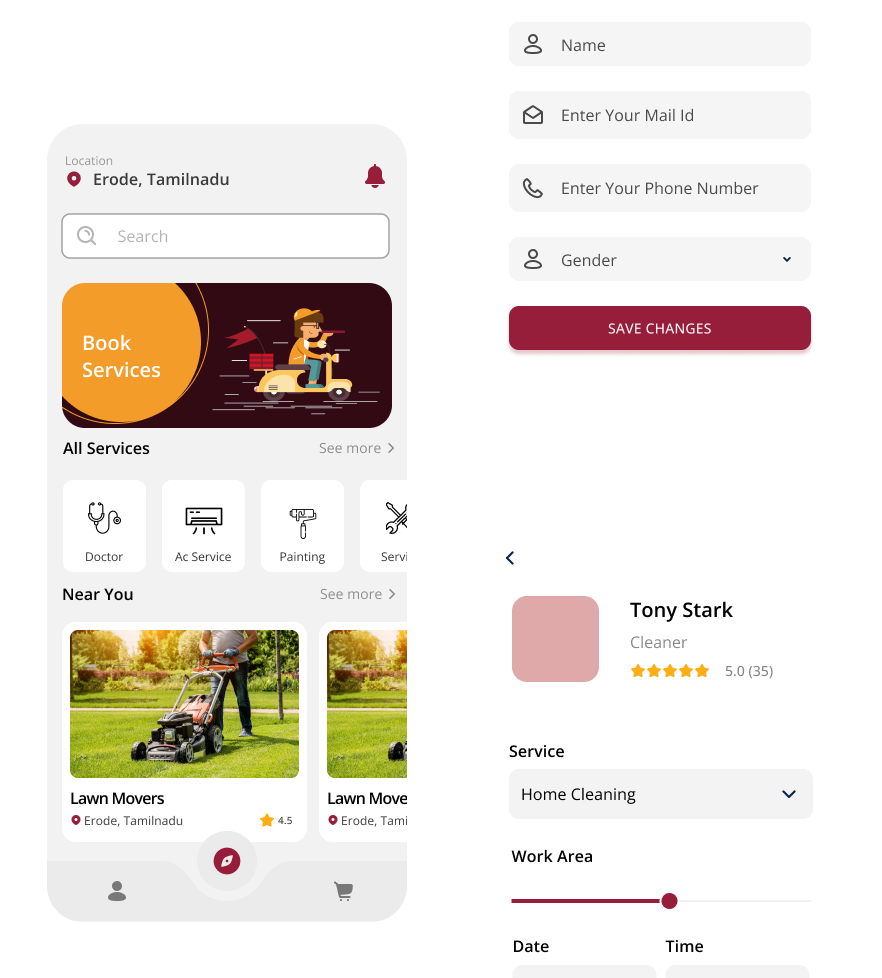 Location
Erode, Tamilnadu
Search
Book
Services
All Services
See more
Doctor
Ac Service
Painting
Servi
Near You
See more
Lawn Movers
Erode, Tamilnadu
4.5
Lawn Move
Erode, Tami
Name
Enter Your Mail Id
Enter Your Phone Number
Gender
SAVE CHANGES
Tony Stark
Cleaner
5.0 (35)
Service
Home Cleaning
Work Area
Date
Time